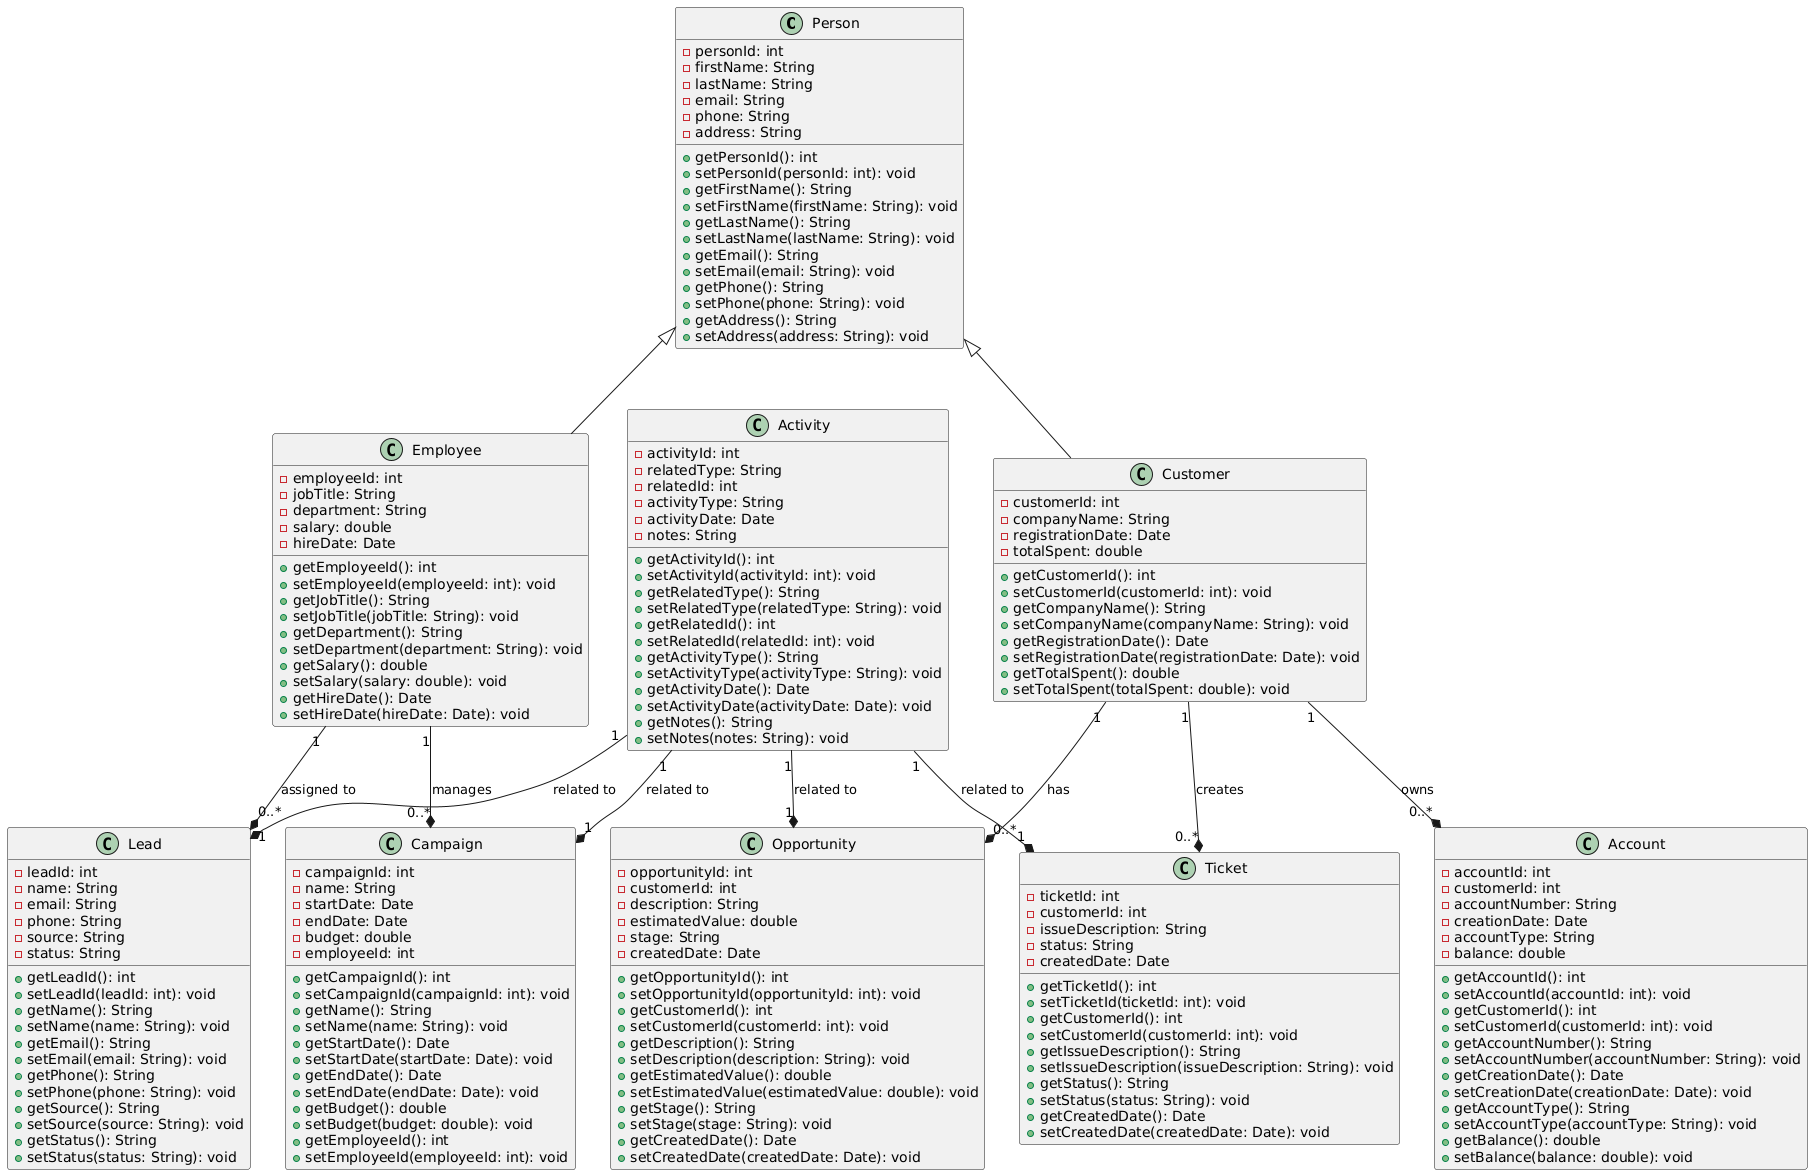 C Person
personId: int
firstName: String
lastName: String
email: String
phone: String
address: String
getPersonId(): int
setPersonId(personId: int): void
getFirstName(): String
setFirstName(firstName: String): void
getLastName(): String
setLastName(lastName: String): void
getEmail(): String
setEmail(email: String): void
getPhone(): String
setPhone(phone: String): void
getAddress(): String
setAddress(address: String): void
C Employee
employeeId: int
jobTitle: String
department: String
salary: double
hireDate: Date
getEmployeeId(): int
setEmployeeId(employeeId: int): void
getJobTitle(): String
setJobTitle(jobTitle: String): void
getDepartment(): String
setDepartment(department: String): void
getSalary(): double
setSalary(salary: double): void
getHireDate(): Date
setHireDate(hireDate: Date): void
C Activity
activityId: int
relatedType: String
relatedId: int
activityType: String
activityDate: Date
notes: String
getActivityId(): int
setActivityId(activityId: int): void
getRelatedType(): String
setRelatedType(relatedType: String): void
getRelatedId(): int
setRelatedId(relatedId: int): void
getActivityType(): String
setActivityType(activityType: String): void
getActivityDate(): Date
setActivityDate(activityDate: Date): void
getNotes(): String
setNotes(notes: String): void
C Customer
customerId: int
companyName: String
registrationDate: Date
totalSpent: double
getCustomerId(): int
setCustomerId(customerId: int): void
getCompanyName(): String
setCompanyName(companyName: String): void
getRegistrationDate(): Date
setRegistrationDate(registrationDate: Date): void
getTotalSpent(): double
setTotalSpent(totalSpent: double): void
1 1 1 1 1 1 1 1 1
assigned to manages related to related to related to related to has creates owns
0..* 1 0..* 1 1 0..* 1 0..* 0..*
C Lead
leadId: int
name: String
email: String
phone: String
source: String
status: String
getLeadId(): int
setLeadId(leadId: int): void
getName(): String
setName(name: String): void
getEmail(): String
setEmail(email: String): void
getPhone(): String
setPhone(phone: String): void
getSource(): String
setSource(source: String): void
getStatus(): String
setStatus(status: String): void
C Campaign
campaignId: int
name: String
startDate: Date
endDate: Date
budget: double
employeeId: int
getCampaignId(): int
setCampaignId(campaignId: int): void
getName(): String
setName(name: String): void
getStartDate(): Date
setStartDate(startDate: Date): void
getEndDate(): Date
setEndDate(endDate: Date): void
getBudget(): double
setBudget(budget: double): void
getEmployeeId(): int
setEmployeeId(employeeId: int): void
C Opportunity
opportunityId: int
customerId: int
description: String
estimatedValue: double
stage: String
createdDate: Date
getOpportunityId(): int
setOpportunityId(opportunityId: int): void
getCustomerId(): int
setCustomerId(customerId: int): void
getDescription(): String
setDescription(description: String): void
getEstimatedValue(): double
setEstimatedValue(estimatedValue: double): void
getStage(): String
setStage(stage: String): void
getCreatedDate(): Date
setCreatedDate(createdDate: Date): void
C Ticket
ticketId: int
customerId: int
issueDescription: String
status: String
createdDate: Date
getTicketId(): int
setTicketId(ticketId: int): void
getCustomerId(): int
setCustomerId(customerId: int): void
getIssueDescription(): String
setIssueDescription(issueDescription: String): void
getStatus(): String
setStatus(status: String): void
getCreatedDate(): Date
setCreatedDate(createdDate: Date): void
C Account
accountId: int
customerId: int
accountNumber: String
creationDate: Date
accountType: String
balance: double
getAccountId(): int
setAccountId(accountId: int): void
getCustomerId(): int
setCustomerId(customerId: int): void
getAccountNumber(): String
setAccountNumber(accountNumber: String): void
getCreationDate(): Date
setCreationDate(creationDate: Date): void
getAccountType(): String
setAccountType(accountType: String): void
getBalance(): double
setBalance(balance: double): void